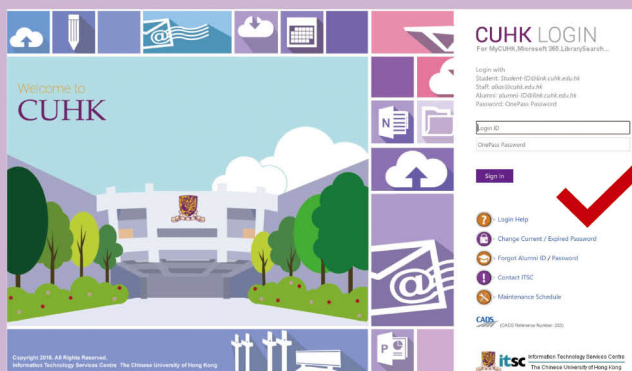 Welcome to
CUHK
Copyright 2018. All Rights Reserved.
Information Technology Services Centre The Chinese University of Hong Kong
N
P
CUHK LOGIN
For MyCUHK, Microsoft 365, LibrarySearch...
Login with
Student: Student-ID@link.cuhk.edu.hk
Staff: alias@cuhk.edu.hk
Alumni: alumni-ID@link.cuhk.edu.hk
Password: OnePass Password
Login ID
OnePass Password
Sign in
Login Help
Change Current / Expired Password
Forgot Alumni ID / Password
Contact ITSC
Maintenance Schedule
CADS
itsc Information Technology Services Centre
The Chinese University of Hong Kong